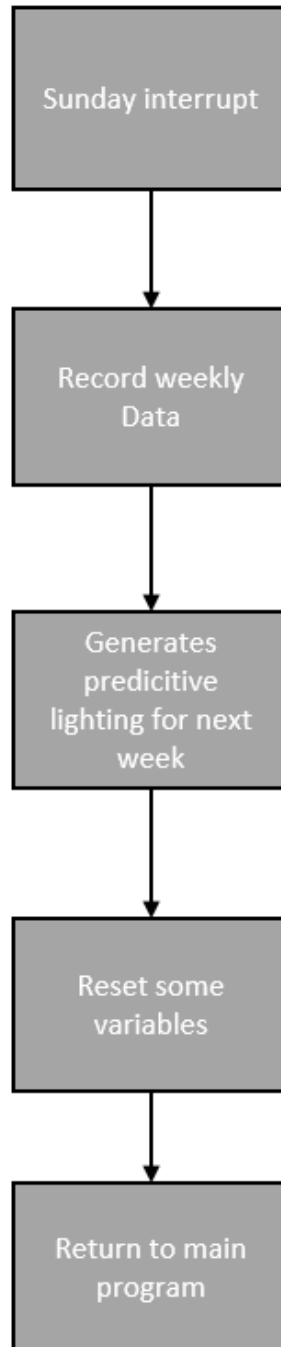 Sunday interrupt
Record weekly
Data
Generates
predicitive
lighting for next
week
Reset some
variables
Return to main
program